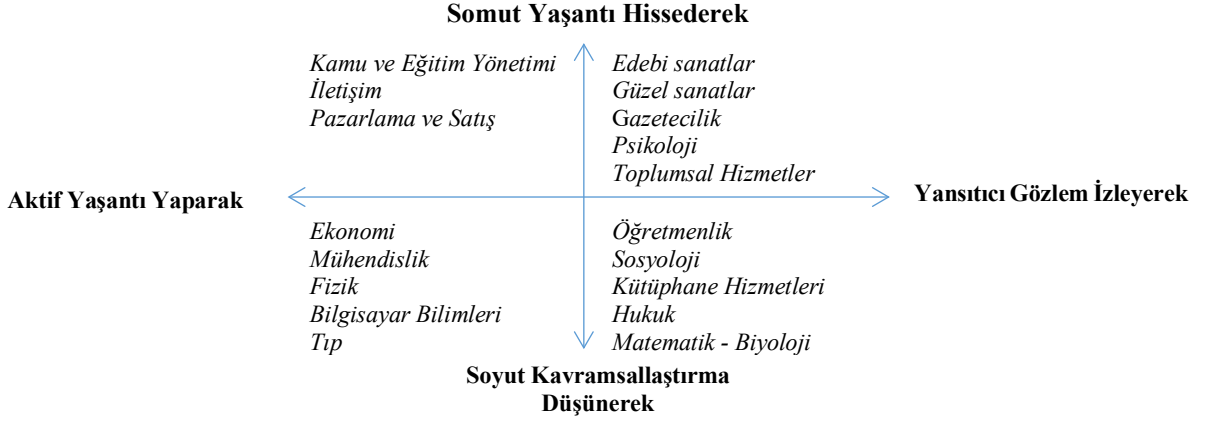 Somut Yaşantı Hissederek
Kamu ve Eğitim Yönetimi
İletişim
Pazarlama ve Satış
Edebi sanatlar
Güzel sanatlar
Gazetecilik
Psikoloji
Toplumsal Hizmetler
Aktif Yaşantı Yaparak
Yansıtıcı Gözlem İzleyerek
Ekonomi
Mühendislik
Fizik
Bilgisayar Bilimleri
Tıp
Öğretmenlik
Sosyoloji
Kütüphane Hizmetleri
Hukuk
Matematik - Biyoloji
Soyut Kavramsallaştırma
Düşünerek